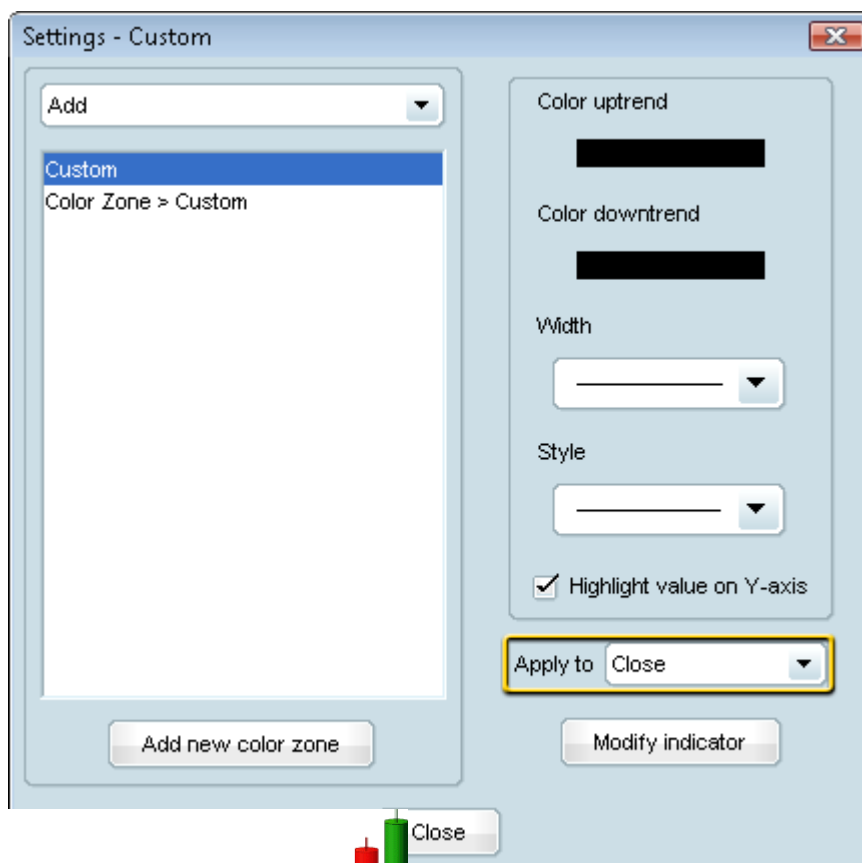 Settings - Custom
Add
Custom
Color Zone > Custom
Add new color zone
Color uptrend
Color downtrend
Width
Style
Highlight value on Y-axis
Apply to Close
Modify indicator
Close